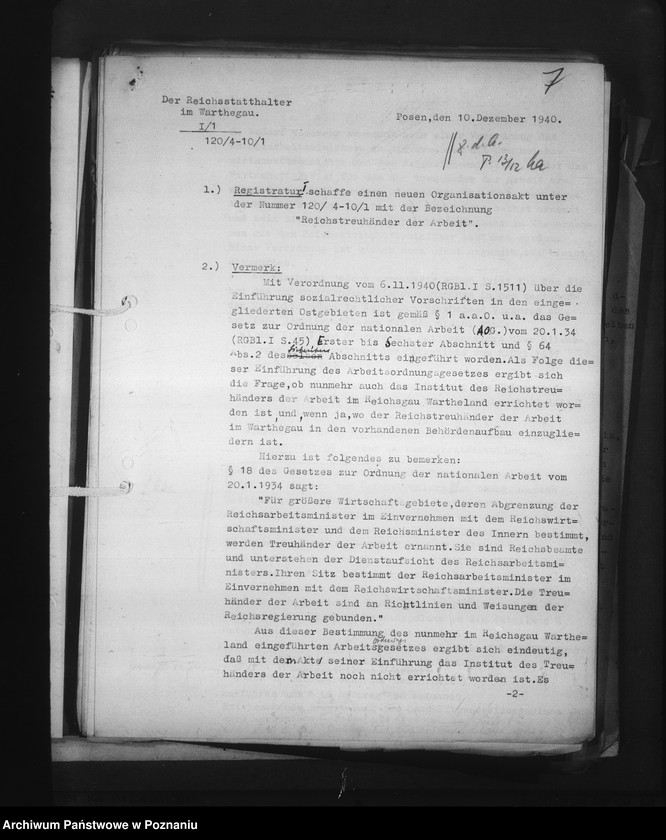 7
Der Reichsstatthalter
im Warthegau.
I/1
120/4-10/1
Posen,den 10.Dezember 1940.
z.d.A.
P. 13/12
1.) Registratur I schaffe einen neuen Organisationsakt unter
der Nummer 120/ 4-10/1 mit der Bezeichnung
"Reichstreuhänder der Arbeit".
2.) Vermerk:
Mit Verordnung vom 6.11.1940(RGBl.I S.1511) über die
Einführung sozialrechtlicher Vorschriften in den einge=
gliederten Ostgebieten ist gemäß § 1 a.a.O. u.a. das Ge=
setz zur Ordnung der nationalen Arbeit (AOG.)vom 20.1.34
(RGBl.I S.45) Erster bis Sechster Abschnitt und § 64
Abs.2 des Abschnitts eingeführt worden.Als Folge die=
ser Einführung des Arbeitsordnungsgesetzes ergibt sich
die Frage,ob nunmehr auch das Institut des Reichstreu=
händers der Arbeit im Reichsgau Wartheland errichtet wor=
den ist,und,wenn ja,wo der Reichstreuhänder der Arbeit
im Warthegau in den vorhandenen Behördenaufbau einzuglie=
dern ist.
Hierzu ist folgendes zu bemerken:
§ 18 des Gesetzes zur Ordnung der nationalen Arbeit vom
20.1.1934 sagt:
"Für größere Wirtschaftsgebiete,deren Abgrenzung der
Reichsarbeitsminister im Einvernehmen mit dem Reichswirt=
schaftsminister und dem Reichsminister des Innern bestimmt,
werden Treuhänder der Arbeit ernannt.Sie sind Reichsbeamte
und unterstehen der Dienstaufsicht des Reichsarbeitsmi=
nisters.Ihren Sitz bestimmt der Reichsarbeitsminister im
Einvernehmen mit dem Reichswirtschaftsminister.Die Treu=
händer der Arbeit sind an Richtlinien und Weisungen der
Reichsregierung gebunden."
Aus dieser Bestimmung des nunmehr im Reichsgau Warthe=
land eingeführten Arbeitsordnungsgesetzes ergibt sich eindeutig,
daß mit dem Akte seiner Einführung das Institut des Treu=
händers der Arbeit noch nicht errichtet worden ist.Es
-2-
Archiwum Państwowe w Poznaniu